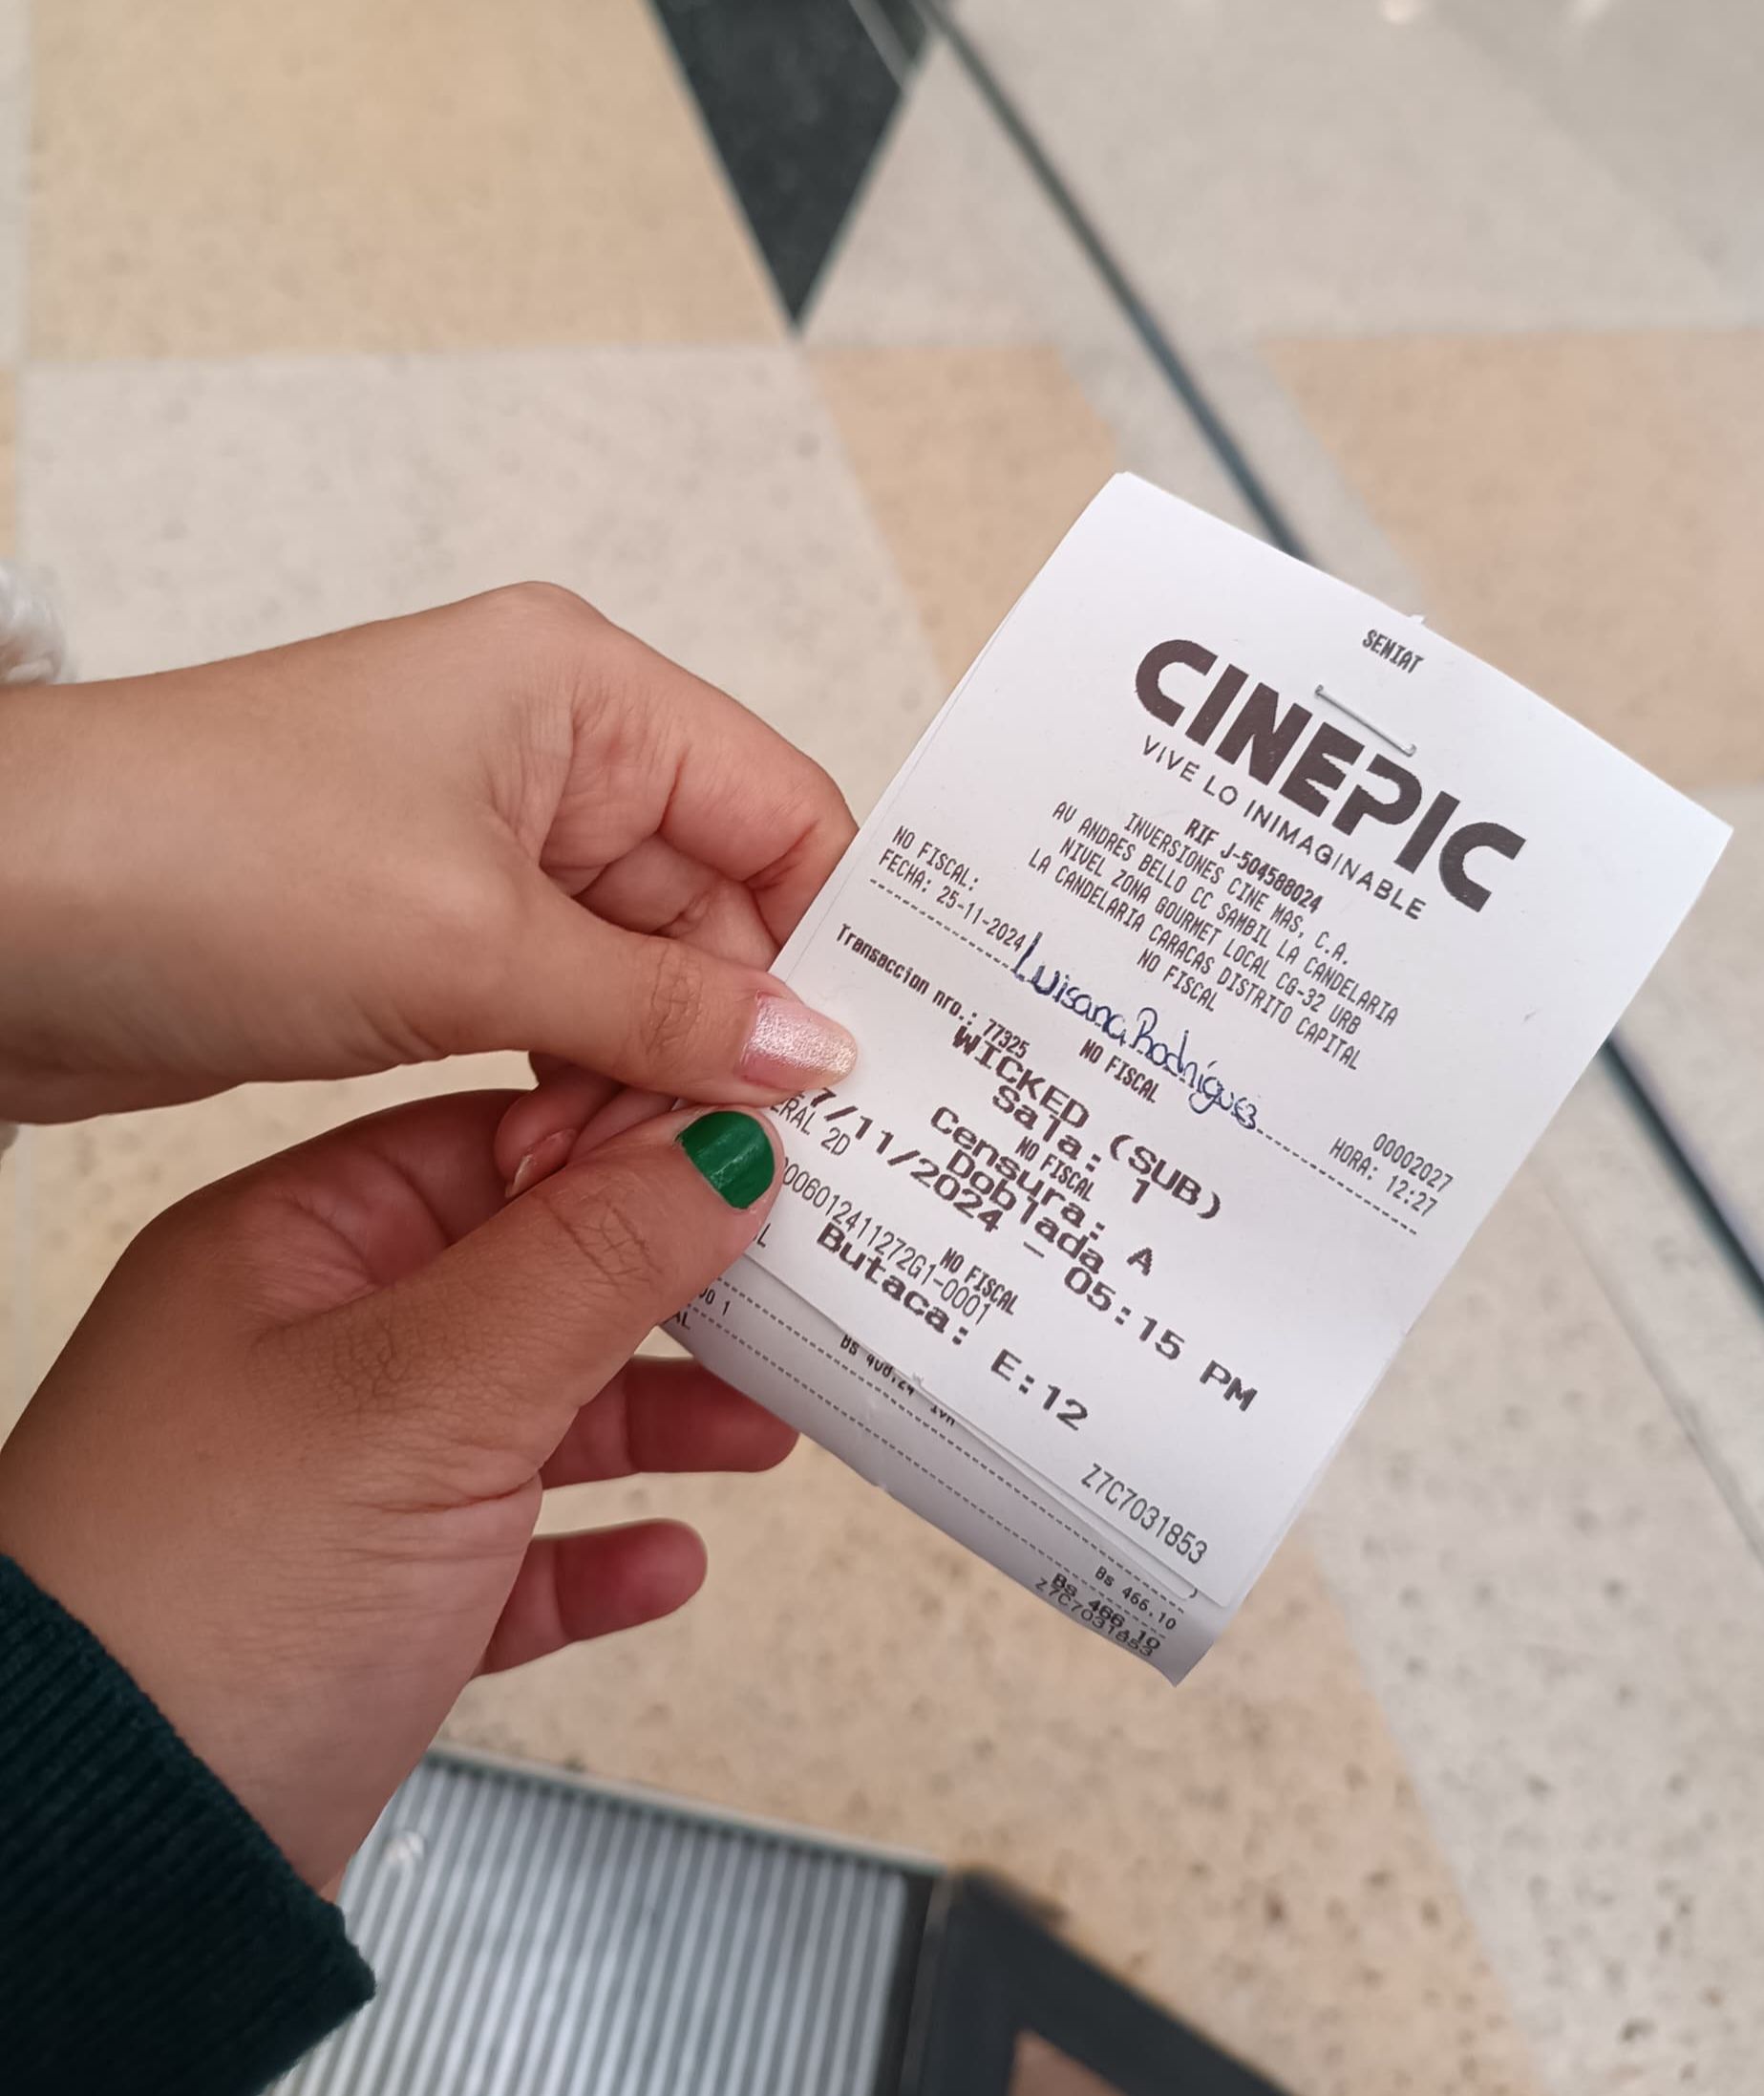 SENIAT
CINEPIC
VIVE LO INIMAGINABLE
RIF J-504588024
INVERSIONES CINE MAS, C.A.
AV ANDRES BELLO CC SAMBIL LA CANDELARIA
NIVEL ZONA GOURMET LOCAL CG-32 URB
LA CANDELARIA CARACAS DISTRITO CAPITAL
NO FISCAL
NO FISCAL: 00002027
FECHA: 25-11-2024 HORA: 12:27
Luisana Rodríguez
Transaccion nro.: 77325
NO FISCAL
WICKED (SUB)
Sala: 1
NO FISCAL
Censura: A
Doblada
7/11/2024 - 05:15 PM
ERAL 2D
NO FISCAL
006012411272G1-0001
Butaca: E:12
Z7C7031853
Bs 466.10
Bs 466.10
Z7C7031853